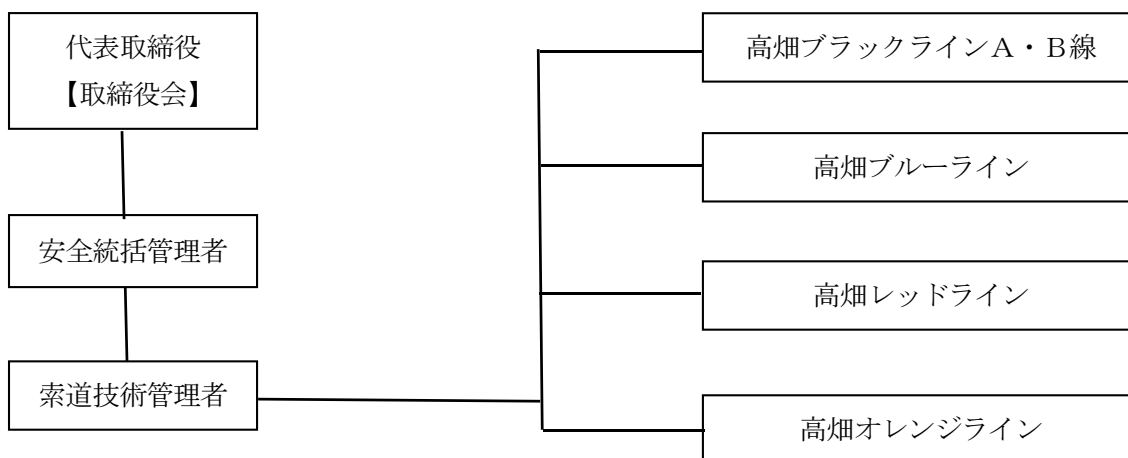 代表取締役
【取締役会】
安全統括管理者
索道技術管理者
高畑ブラックラインＡ・Ｂ線
高畑ブルーライン
高畑レッドライン
高畑オレンジライン